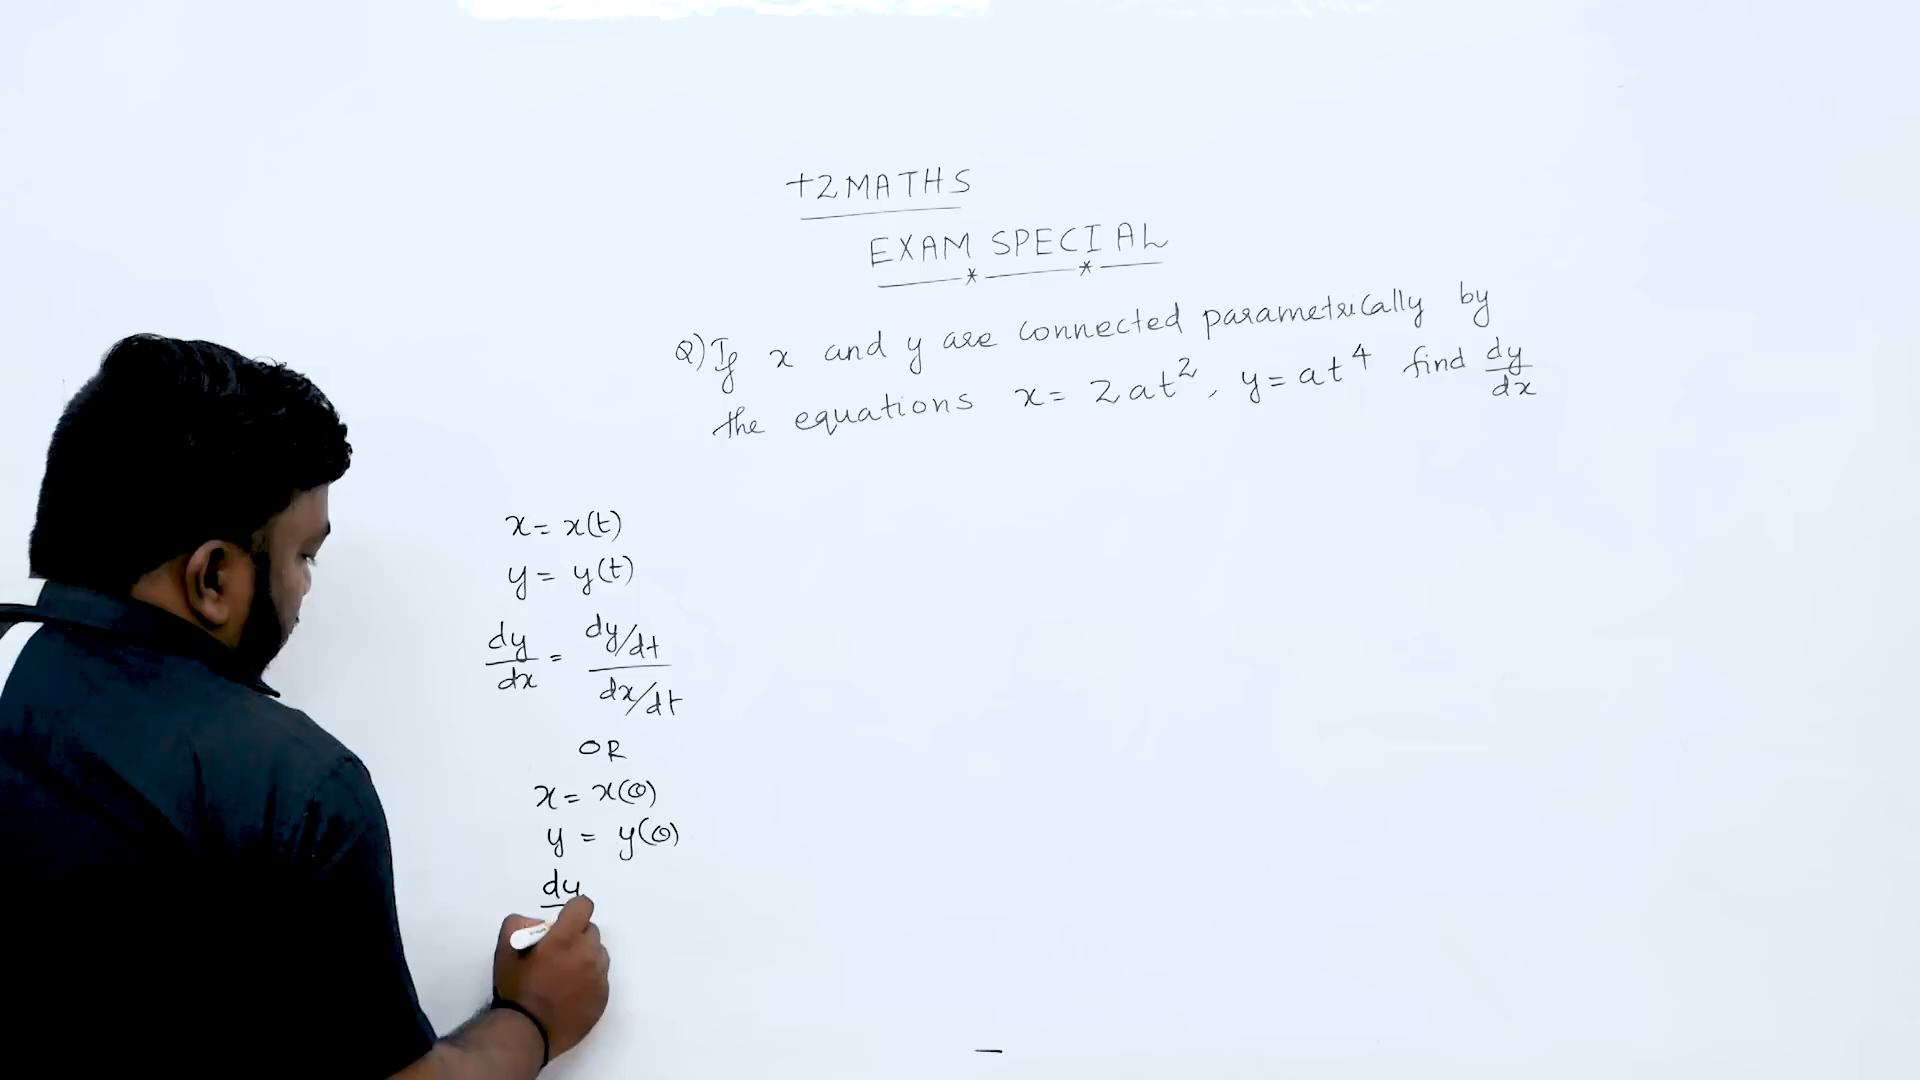 +2 MATHS
EXAM SPECIAL
Q) If x and y are connected parametrically by
the equations x = 2at², y = at⁴ find dy/dx
x = x(t)
y = y(t)
dy/dx = (dy/dt)/(dx/dt)
OR
x = x(θ)
y = y(θ)
dy